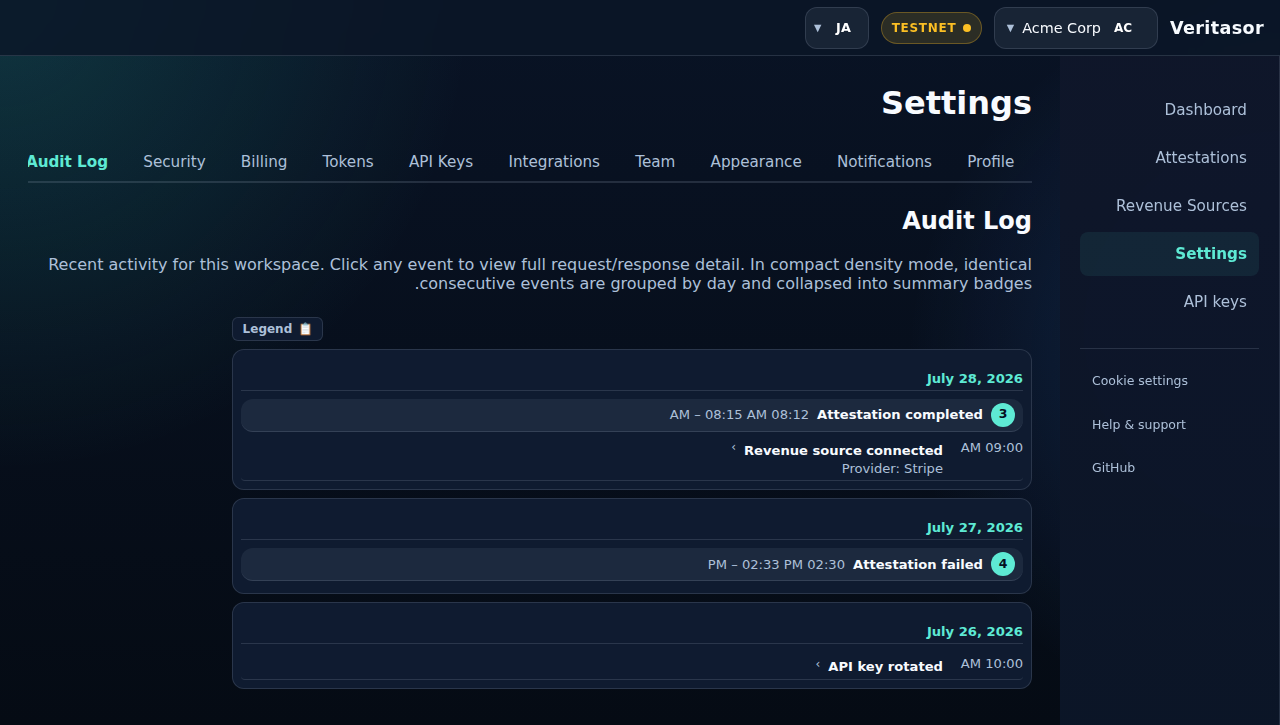 Veritasor
AC Acme Corp ▼
TESTNET
JA ▼
Dashboard
Attestations
Revenue Sources
Settings
API keys
Cookie settings
Help & support
GitHub
Settings
Profile
Notifications
Appearance
Team
Integrations
API Keys
Tokens
Billing
Security
Audit Log
Audit Log
Recent activity for this workspace. Click any event to view full request/response detail. In compact density mode, identical
.consecutive events are grouped by day and collapsed into summary badges
Legend 📋
July 28, 2026
3 Attestation completed AM – 08:15 AM 08:12
AM 09:00 Revenue source connected ‹
Provider: Stripe
July 27, 2026
4 Attestation failed PM – 02:33 PM 02:30
July 26, 2026
AM 10:00 API key rotated ‹